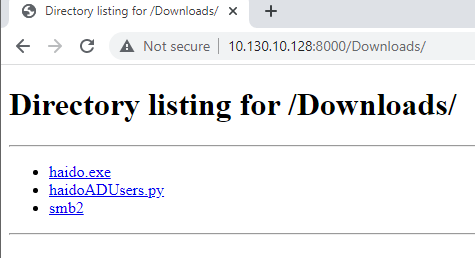 Directory listing for /Downloads/
Not secure | 10.130.10.128:8000/Downloads/
Directory listing for /Downloads/
haido.exe
haidoADUsers.py
smb2